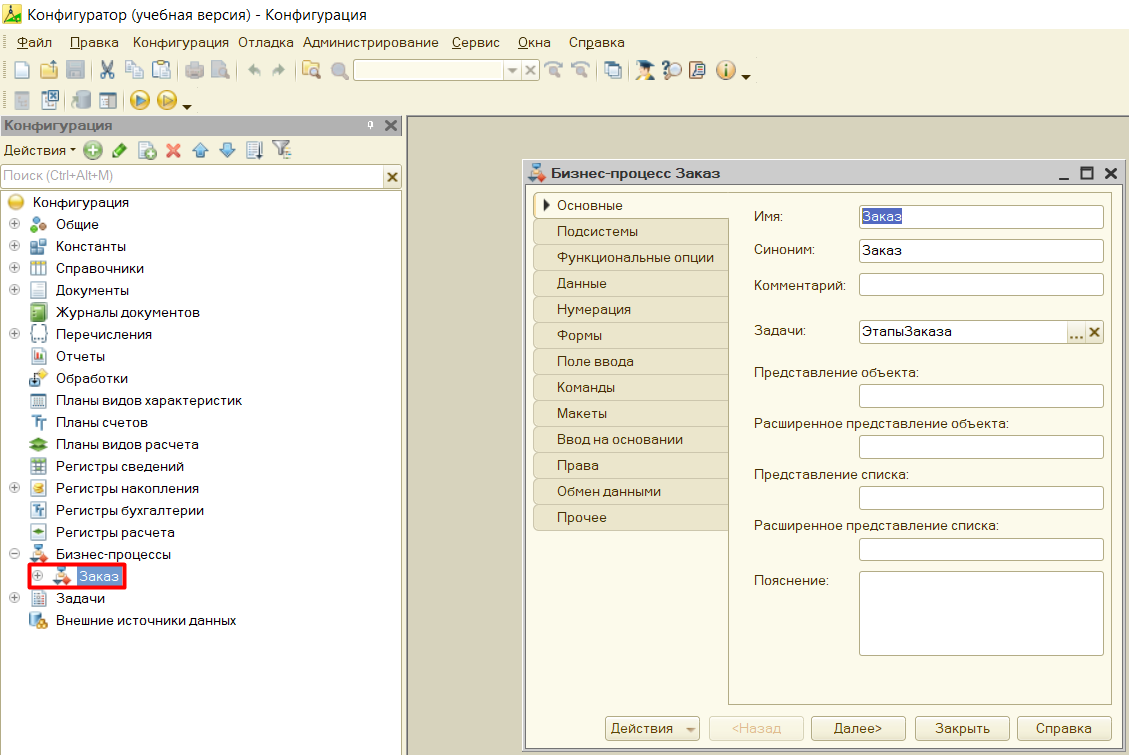 Конфигуратор (учебная версия) - Конфигурация
Файл Правка Конфигурация Отладка Администрирование Сервис Окна Справка
Конфигурация
Действия
Поиск (Ctrl+Alt+M)
Конфигурация
Общие
Константы
Справочники
Документы
Журналы документов
Перечисления
Отчеты
Обработки
Планы видов характеристик
Планы счетов
Планы видов расчета
Регистры сведений
Регистры накопления
Регистры бухгалтерии
Регистры расчета
Бизнес-процессы
Заказ
Задачи
Внешние источники данных
Бизнес-процесс Заказ
Основные
Подсистемы
Функциональные опции
Данные
Нумерация
Формы
Поле ввода
Команды
Макеты
Ввод на основании
Права
Обмен данными
Прочее
Имя: Заказ
Синоним: Заказ
Комментарий:
Задачи: ЭтапыЗаказа ...
Представление объекта:
Расширенное представление объекта:
Представление списка:
Расширенное представление списка:
Пояснение:
Действия <Назад Далее> Закрыть Справка